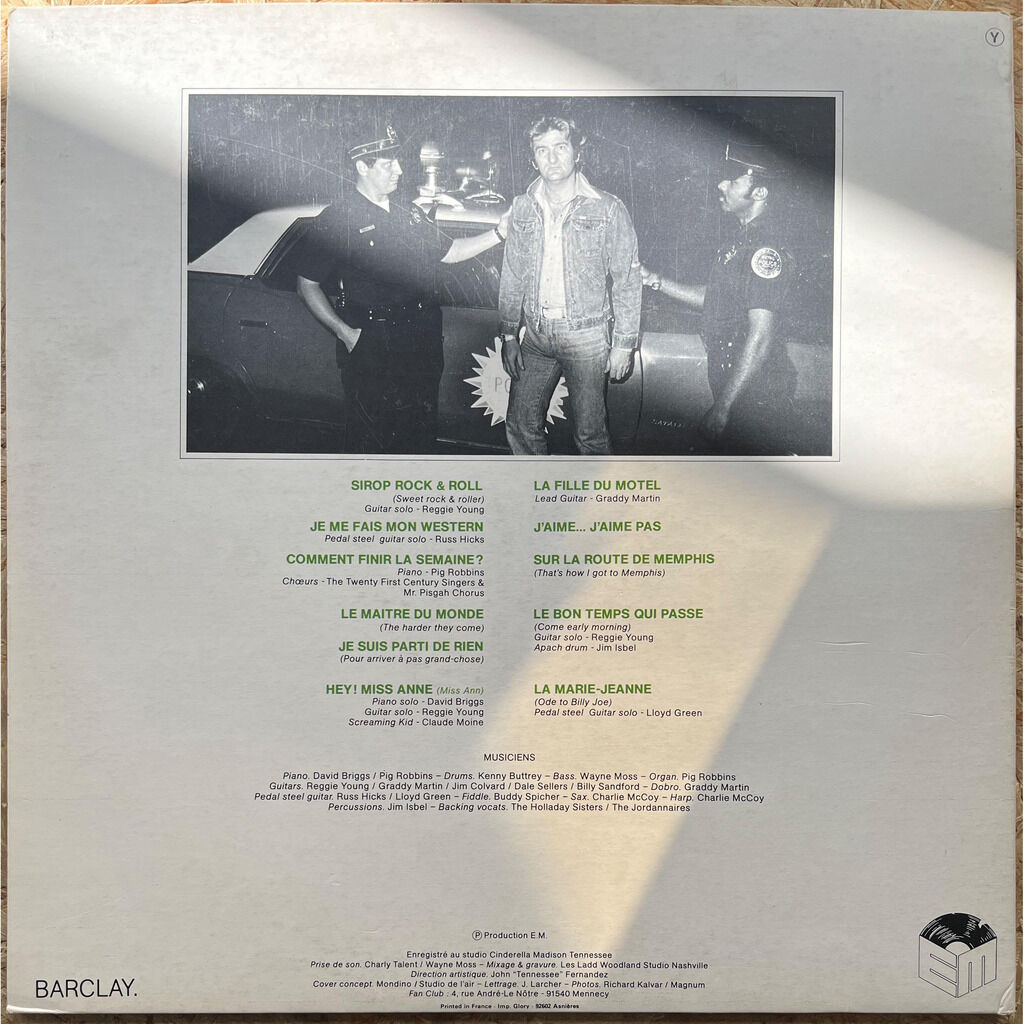 Y
POLICE
PO
SIROP ROCK & ROLL
(Sweet rock & roller)
Guitar solo - Reggie Young
JE ME FAIS MON WESTERN
Pedal steel guitar solo - Russ Hicks
COMMENT FINIR LA SEMAINE?
Piano - Pig Robbins
Chœurs - The Twenty First Century Singers &
Mr. Pisgah Chorus
LE MAITRE DU MONDE
(The harder they come)
JE SUIS PARTI DE RIEN
(Pour arriver à pas grand-chose)
HEY! MISS ANNE (Miss Ann)
Piano solo - David Briggs
Guitar solo - Reggie Young
Screaming Kid - Claude Moine
LA FILLE DU MOTEL
Lead Guitar - Graddy Martin
J'AIME... J'AIME PAS
SUR LA ROUTE DE MEMPHIS
(That's how I got to Memphis)
LE BON TEMPS QUI PASSE
(Come early morning)
Guitar solo - Reggie Young
Apach drum - Jim Isbel
LA MARIE-JEANNE
(Ode to Billy Joe)
Pedal steel Guitar solo - Lloyd Green
MUSICIENS
Piano. David Briggs / Pig Robbins – Drums. Kenny Buttrey – Bass. Wayne Moss – Organ. Pig Robbins
Guitars. Reggie Young / Graddy Martin / Jim Colvard / Dale Sellers / Billy Sandford – Dobro. Graddy Martin
Pedal steel guitar. Russ Hicks / Lloyd Green – Fiddle. Buddy Spicher – Sax. Charlie McCoy – Harp. Charlie McCoy
Percussions. Jim Isbel – Backing vocats. The Holladay Sisters / The Jordannaires
Ⓟ Production E.M.
Enregistré au studio Cinderella Madison Tennessee
Prise de son. Charly Talent / Wayne Moss – Mixage & gravure. Les Ladd Woodland Studio Nashville
Direction artistique. John "Tennessee" Fernandez
Cover concept. Mondino / Studio de l'air – Lettrage. J. Larcher – Photos. Richard Kalvar / Magnum
Fan Club : 4, rue André-Le Nôtre - 91540 Mennecy
Printed in France - Imp. Glory - 92602 Asnières
BARCLAY.
EM